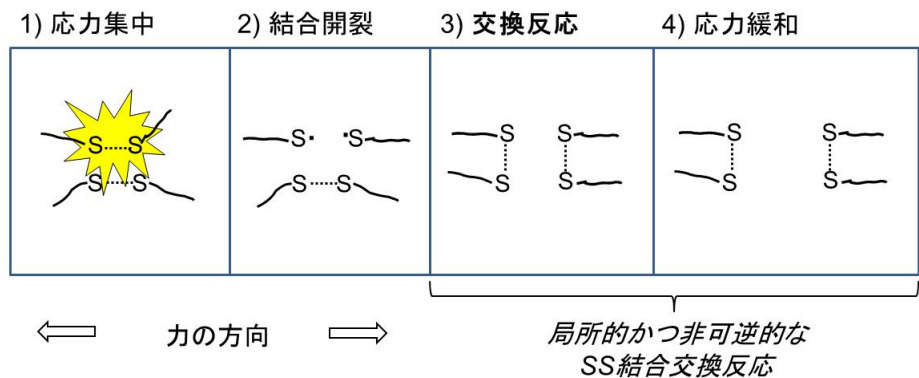 1) 応力集中
2) 結合開裂
3) 交換反応
4) 応力緩和
S S
S S
S· ·S
S S
S S
S S
S S
S S
力の方向
局所的かつ非可逆的な
SS結合交換反応